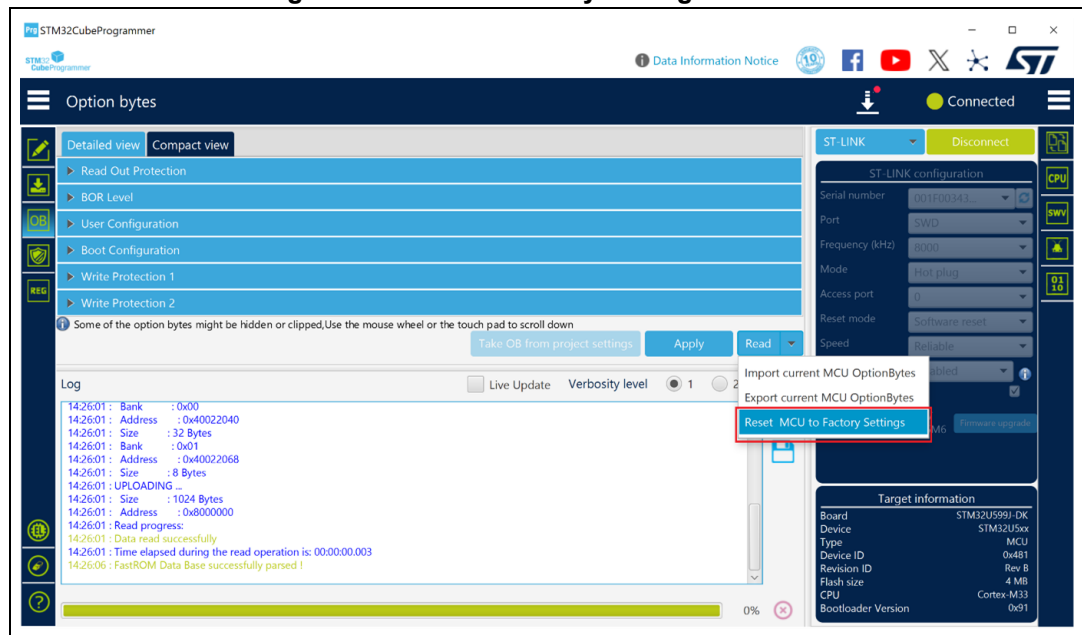 STM32CubeProgrammer
Prg
STM32
CubeProgrammer
Data Information Notice
19
Option bytes
Connected
Detailed view
Compact view
Read Out Protection
BOR Level
User Configuration
Boot Configuration
Write Protection 1
Write Protection 2
Some of the option bytes might be hidden or clipped,Use the mouse wheel or the touch pad to scroll down
Take OB from project settings
Apply
Read
Import current MCU OptionBytes
Export current MCU OptionBytes
Reset MCU to Factory Settings
Log
Live Update
Verbosity level
1
2
14:26:01 : Bank : 0x00
14:26:01 : Address : 0x40022040
14:26:01 : Size : 32 Bytes
14:26:01 : Bank : 0x01
14:26:01 : Address : 0x40022068
14:26:01 : Size : 8 Bytes
14:26:01 : UPLOADING ...
14:26:01 : Size : 1024 Bytes
14:26:01 : Address : 0x8000000
14:26:01 : Read progress:
14:26:01 : Data read successfully
14:26:01 : Time elapsed during the read operation is: 00:00:00.003
14:26:06 : FastROM Data Base successfully parsed !
0%
OB
REG
ST-LINK
Disconnect
ST-LINK configuration
Serial number 001F00343...
Port SWD
Frequency (kHz) 8000
Mode Hot plug
Access port 0
Reset mode Software reset
Speed Reliable
M6
Firmware upgrade
Target information
Board STM32U599J-DK
Device STM32U5xx
Type MCU
Device ID 0x481
Revision ID Rev B
Flash size 4 MB
CPU Cortex-M33
Bootloader Version 0x91
CPU
SWV
01
10